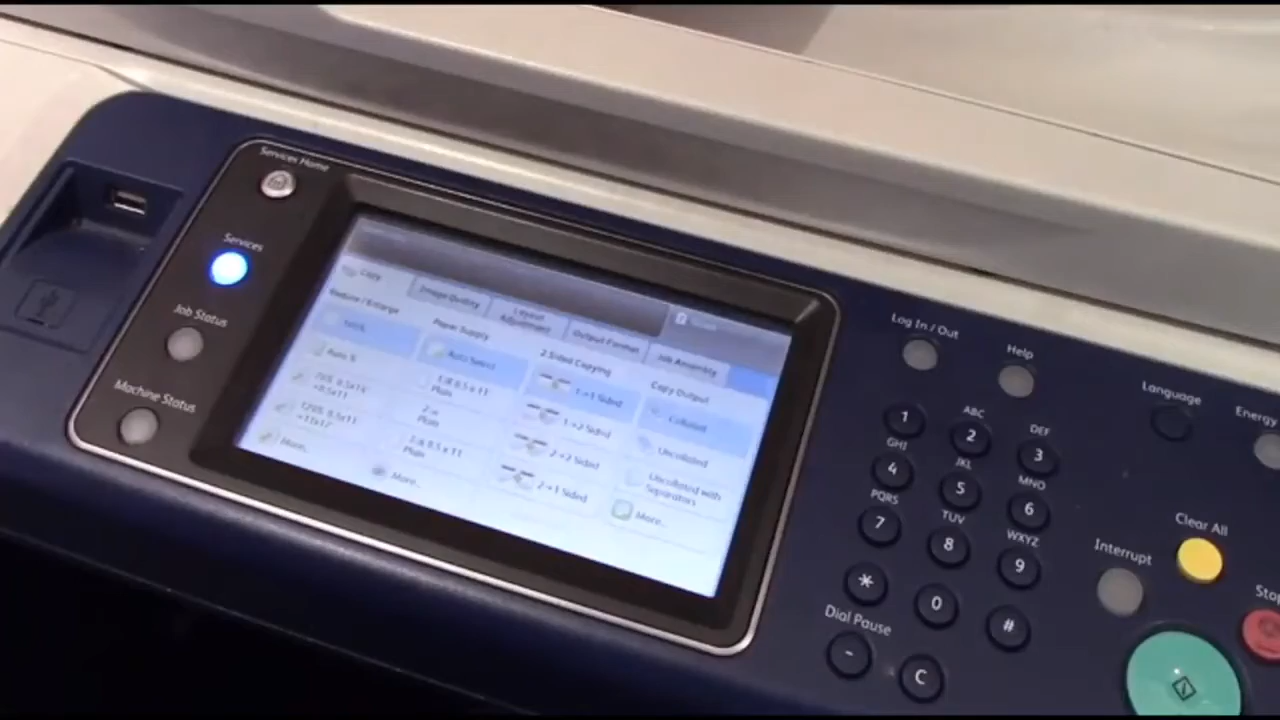 Services Home
Services
Job Status
Machine Status
Copy
Image Quality
Layout
Adjustment
Output Format
Job Assembly
Reduce / Enlarge
Auto %
More...
Paper Supply
Auto Select
Plain
Plain
Plain
More...
2 Sided Copying
1→1 Sided
1→2 Sided
2→2 Sided
2→1 Sided
Copy Output
Collated
Uncollated
Uncollated with
Separators
More...
Log In / Out
Help
Language
Energy
1
ABC
2
DEF
3
GHI
4
JKL
5
MNO
6
PQRS
7
TUV
8
WXYZ
9
*
0
#
Dial Pause
-
C
Interrupt
Clear All
Stop